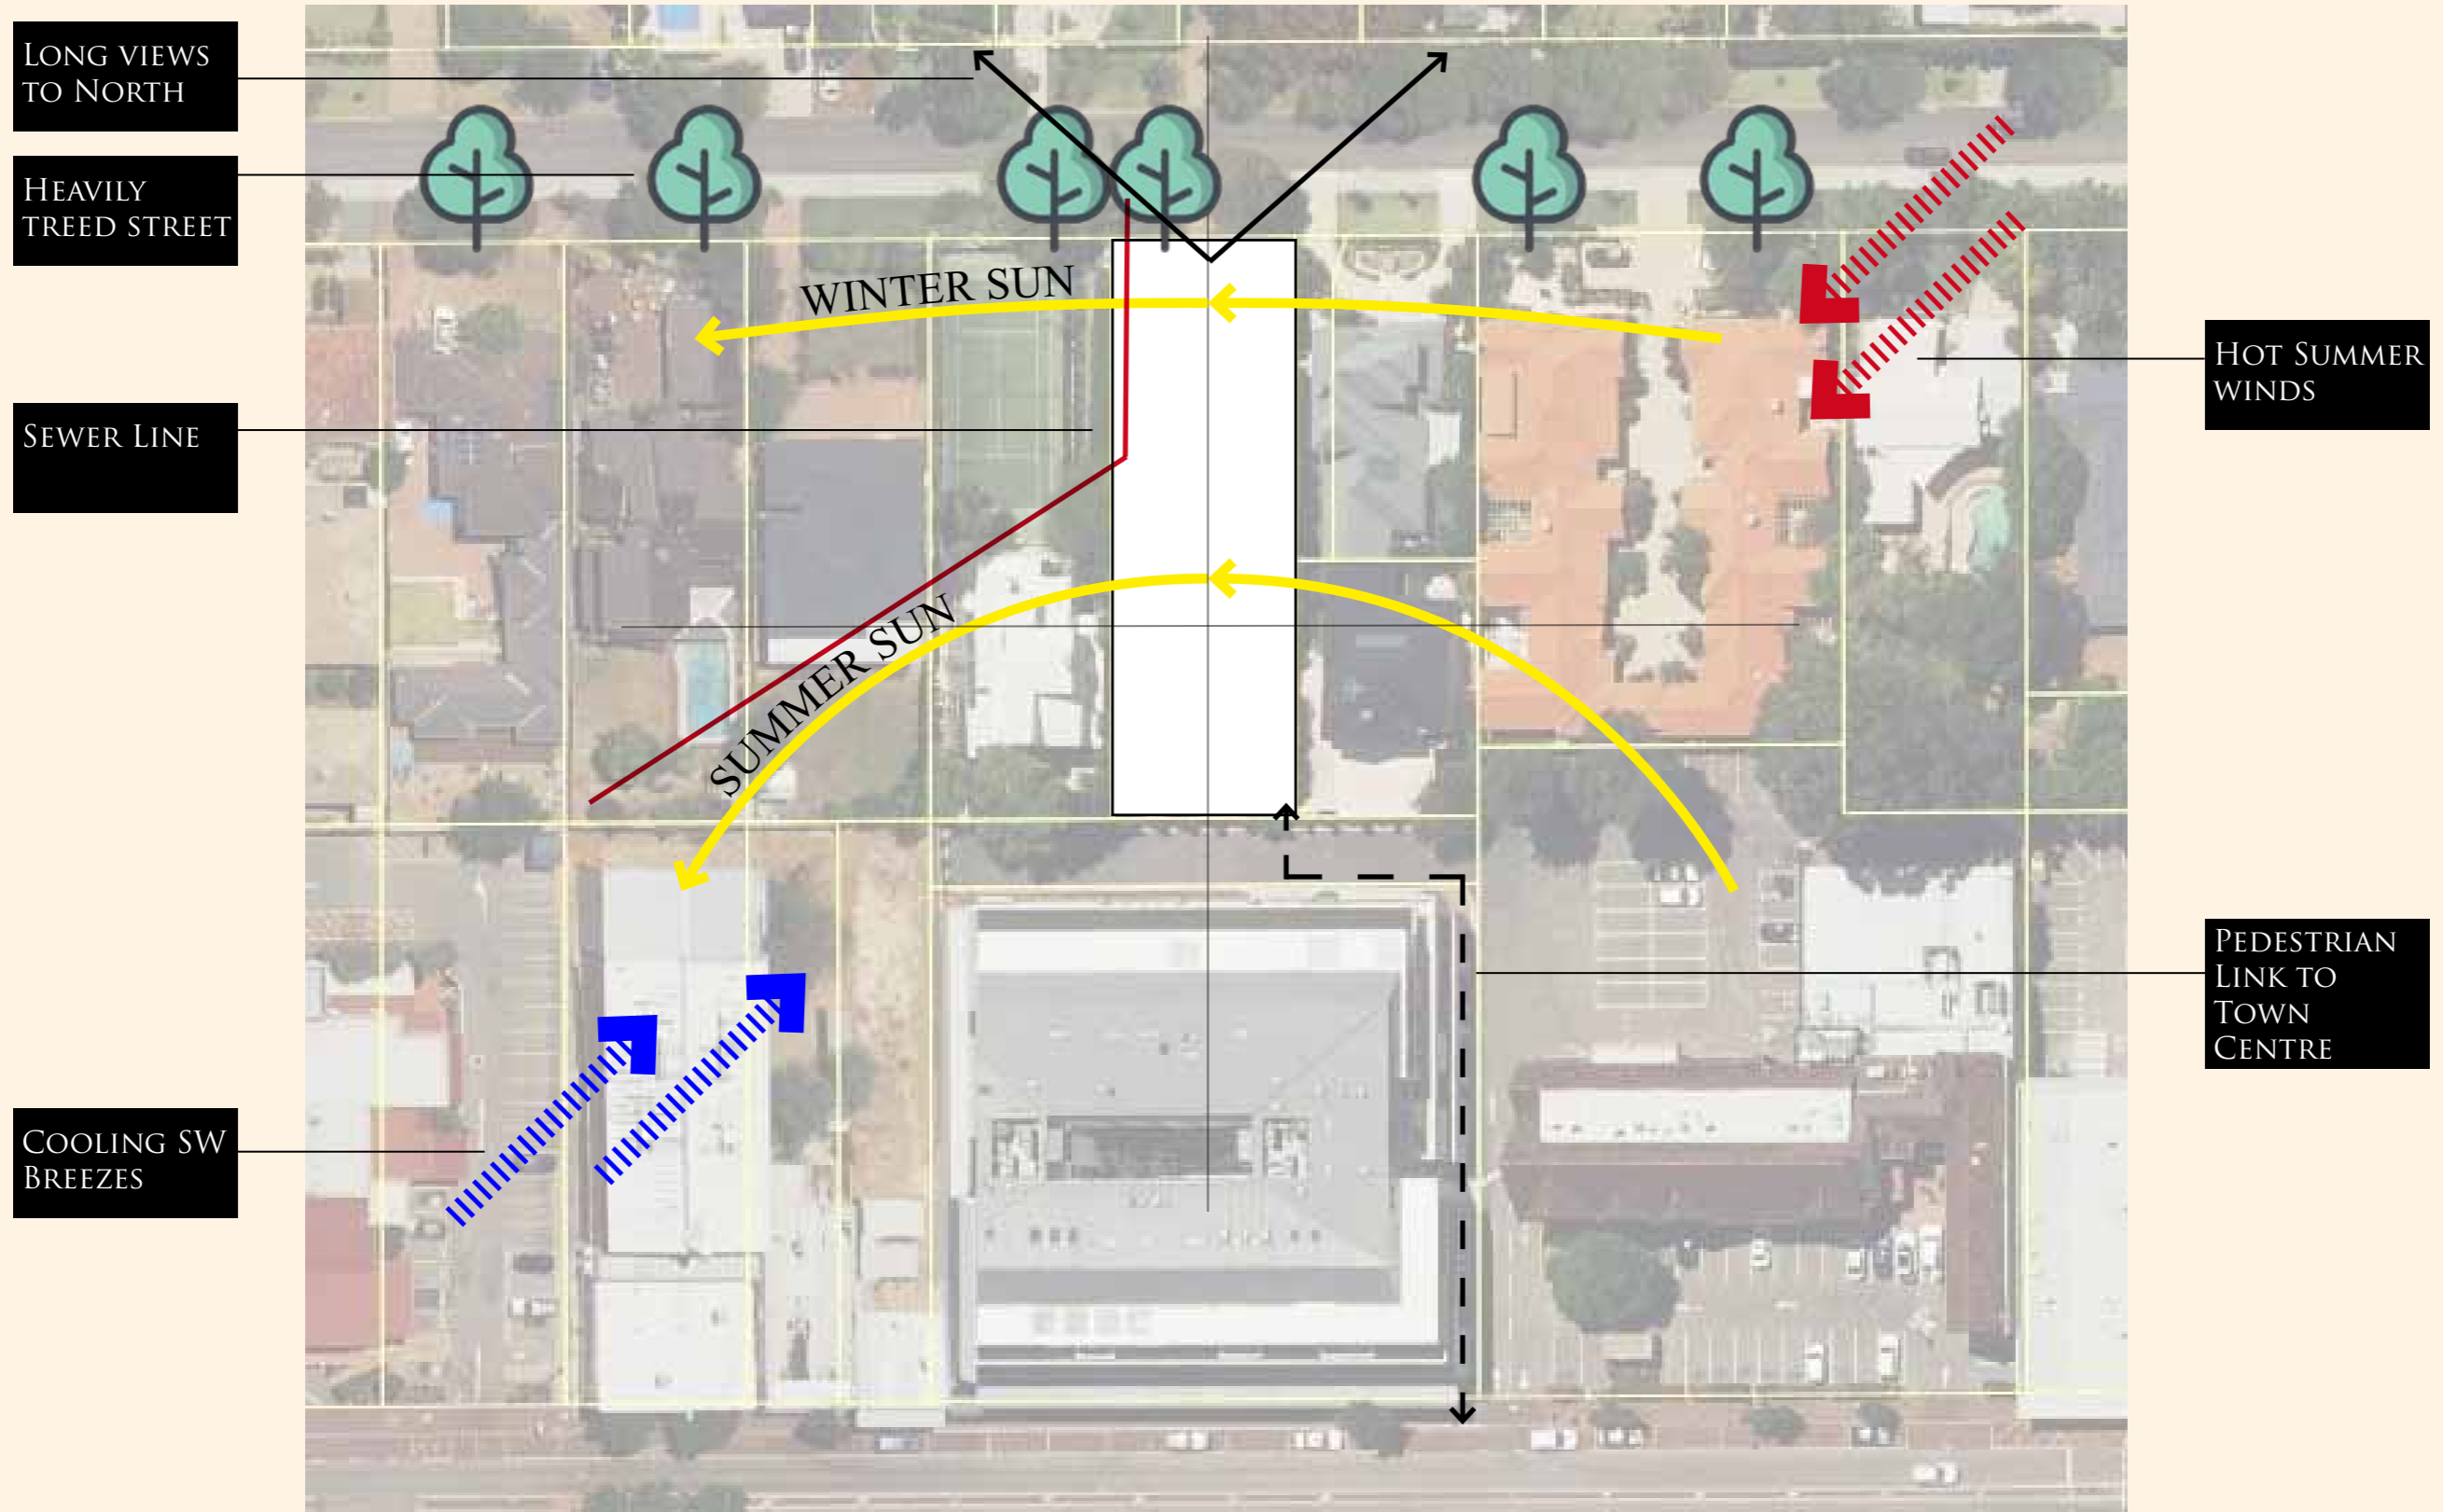 Long views
to North
Heavily
treed street
WINTER SUN
Hot Summer
winds
Sewer Line
SUMMER SUN
Pedestrian
Link to
Town
Centre
Cooling SW
Breezes